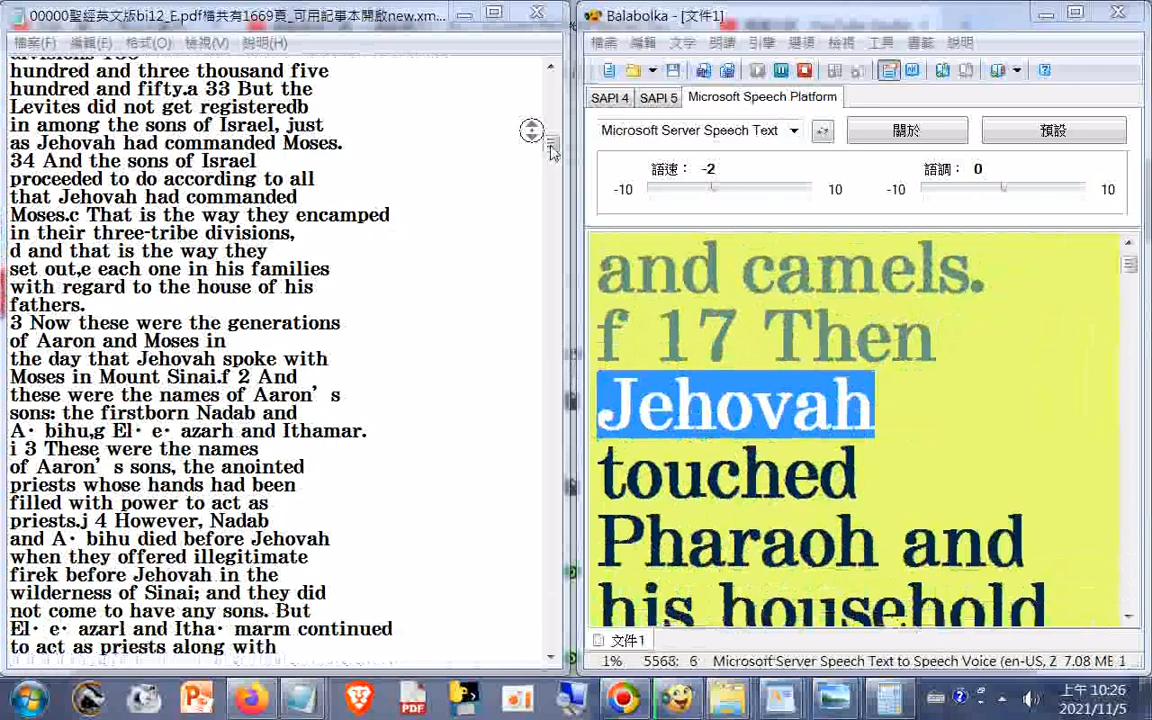 00000聖經英文版bi12_E.pdf檔共有1669頁_可用記事本開啟new.xm...
檔案(F) 編輯(E) 格式(O) 檢視(V) 說明(H)
hundred and three thousand five
hundred and fifty.a 33 But the
Levites did not get registeredb
in among the sons of Israel, just
as Jehovah had commanded Moses.
34 And the sons of Israel
proceeded to do according to all
that Jehovah had commanded
Moses.c That is the way they encamped
in their three-tribe divisions,
d and that is the way they
set out,e each one in his families
with regard to the house of his
fathers.
3 Now these were the generations
of Aaron and Moses in
the day that Jehovah spoke with
Moses in Mount Sinai.f 2 And
these were the names of Aaron’s
sons: the firstborn Nadab and
A·bihu,g El·e·azarh and Ithamar.
i 3 These were the names
of Aaron’s sons, the anointed
priests whose hands had been
filled with power to act as
priests.j 4 However, Nadab
and A·bihu died before Jehovah
when they offered illegitimate
firek before Jehovah in the
wilderness of Sinai; and they did
not come to have any sons. But
El·e·azarl and Itha·marm continued
to act as priests along with
Balabolka - [文件1]
檔案 編輯 文字 朗讀 引擎 選項 檢視 工具 書籤 說明
SAPI 4 SAPI 5 Microsoft Speech Platform
Microsoft Server Speech Text 關於 預設
語速： -2 語調： 0
-10 10 -10 10
and camels.
f 17 Then
Jehovah
touched
Pharaoh and
his household
文件1
1% 5568: 6 Microsoft Server Speech Text to Speech Voice (en-US, Z 7.08 MB 1
上午 10:26
2021/11/5